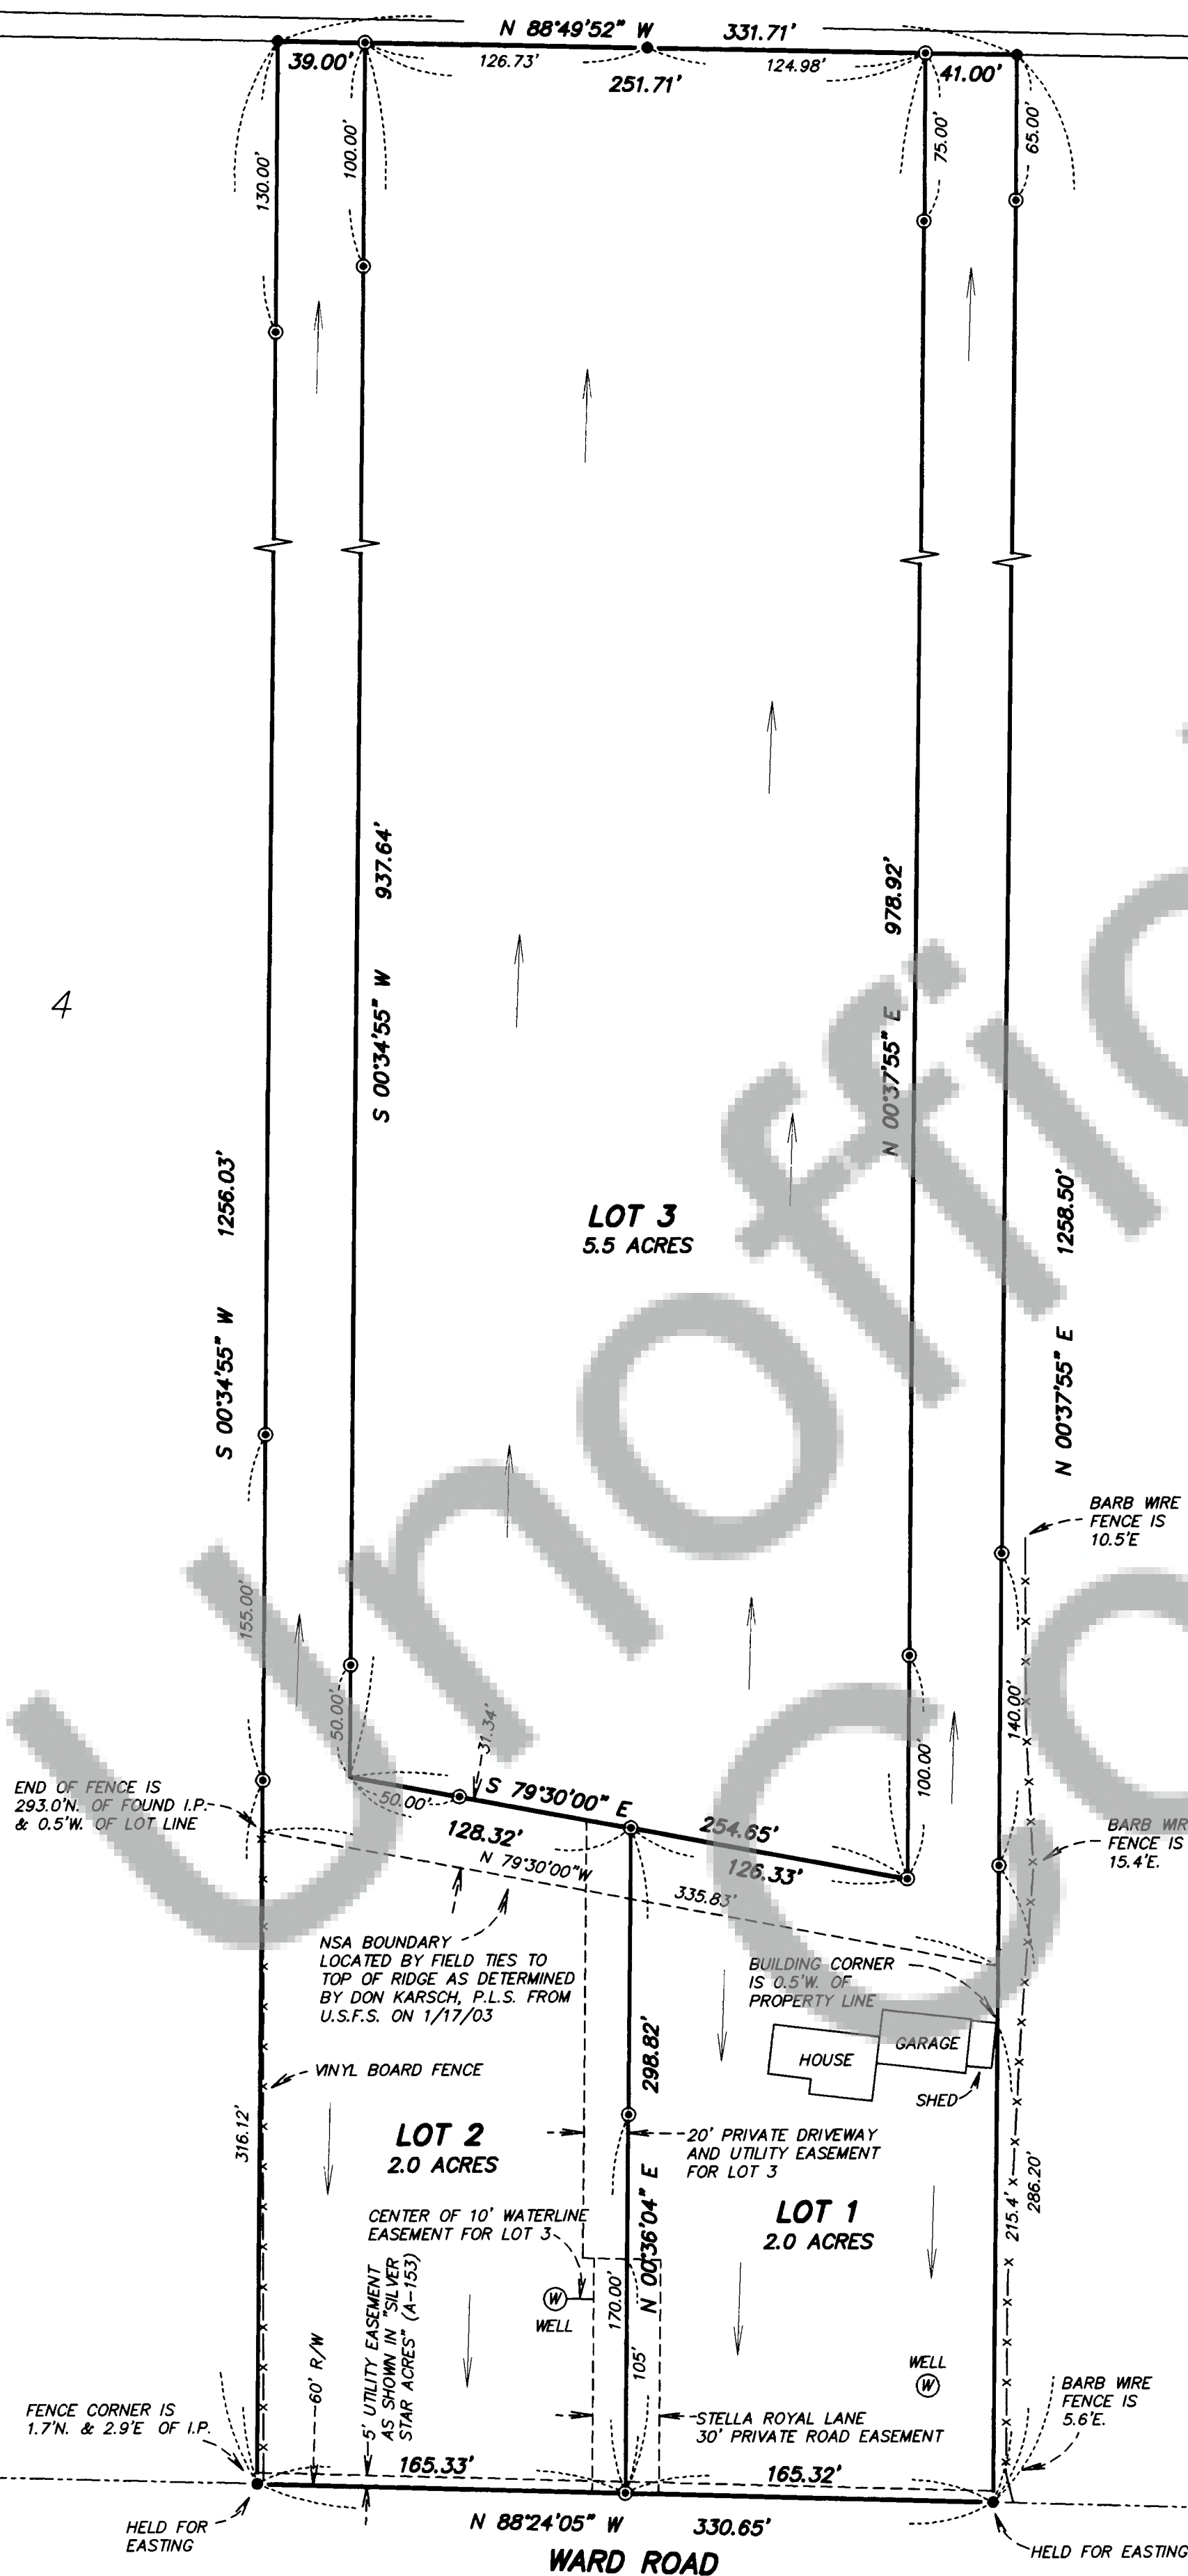 N 88°49'52" W 331.71'
39.00'
126.73'
124.98'
41.00'
251.71'
130.00'
100.00'
75.00'
65.00'
937.64'
S 00°34'55" W
978.92'
N 00°37'55" E
4
1256.03'
S 00°34'55" W
1258.50'
N 00°37'55" E
LOT 3
5.5 ACRES
BARB WIRE
FENCE IS
10.5'E
155.00'
50.00'
31.34'
140.00'
100.00'
END OF FENCE IS
293.0'N. OF FOUND I.P.
& 0.5'W. OF LOT LINE
50.00'
S 79°30'00" E
254.65'
128.32'
126.33'
N 79°30'00"W
335.83'
BARB WIR
FENCE IS
15.4'E.
NSA BOUNDARY
LOCATED BY FIELD TIES TO
TOP OF RIDGE AS DETERMINED
BY DON KARSCH, P.L.S. FROM
U.S.F.S. ON 1/17/03
BUILDING CORNER
IS 0.5'W. OF
PROPERTY LINE
HOUSE
GARAGE
SHED
VINYL BOARD FENCE
298.82'
N 00°36'04" E
316.12'
LOT 2
2.0 ACRES
20' PRIVATE DRIVEWAY
AND UTILITY EASEMENT
FOR LOT 3
LOT 1
2.0 ACRES
215.4'
286.20'
CENTER OF 10' WATERLINE
EASEMENT FOR LOT 3
5' UTILITY EASEMENT
AS SHOWN IN "SILVER
STAR ACRES" (A-153)
W
WELL
170.00'
105'
WELL
W
60' R/W
FENCE CORNER IS
1.7'N. & 2.9'E OF I.P.
STELLA ROYAL LANE
30' PRIVATE ROAD EASEMENT
BARB WIRE
FENCE IS
5.6'E.
165.33'
165.32'
N 88°24'05" W 330.65'
HELD FOR
EASTING
HELD FOR EASTING
WARD ROAD
Unoffic
Co